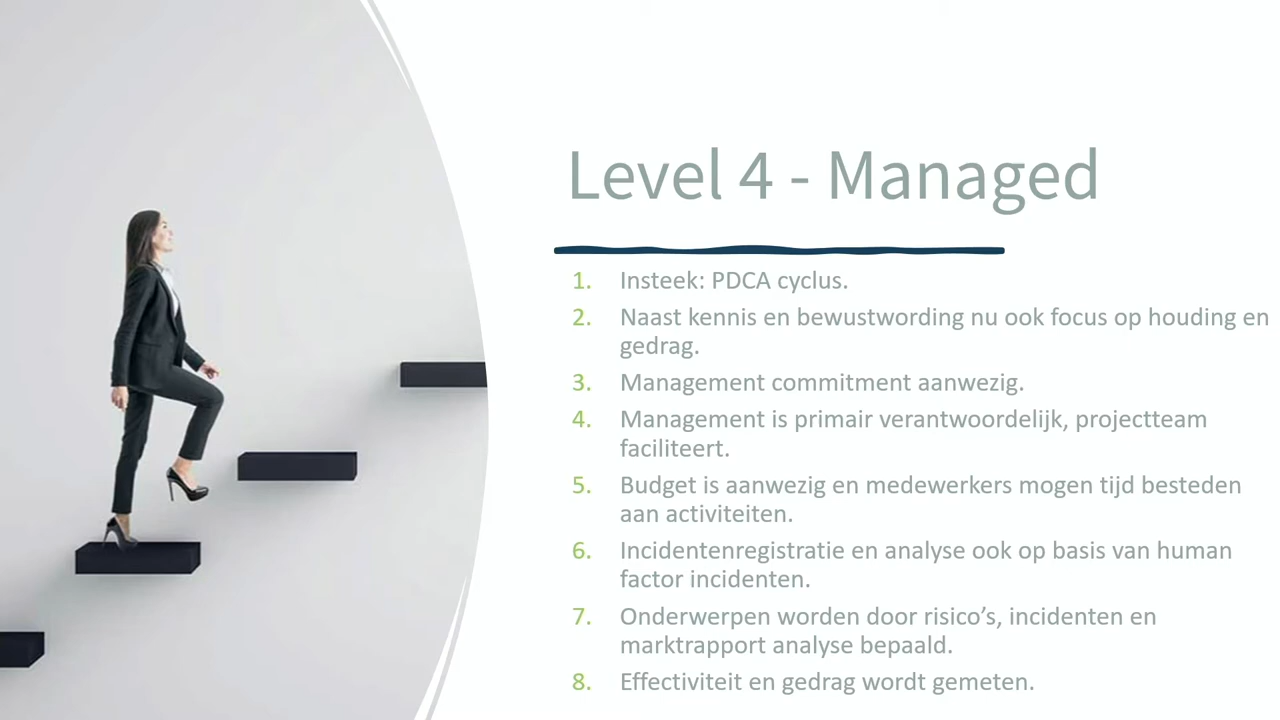 Level 4 - Managed
1. Insteek: PDCA cyclus.
2. Naast kennis en bewustwording nu ook focus op houding en
gedrag.
3. Management commitment aanwezig.
4. Management is primair verantwoordelijk, projectteam
faciliteert.
5. Budget is aanwezig en medewerkers mogen tijd besteden
aan activiteiten.
6. Incidentenregistratie en analyse ook op basis van human
factor incidenten.
7. Onderwerpen worden door risico’s, incidenten en
marktrapport analyse bepaald.
8. Effectiviteit en gedrag wordt gemeten.